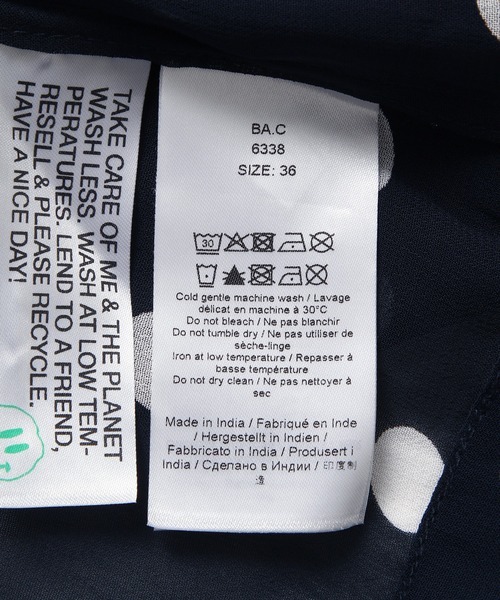 TAKE CARE OF ME & THE PLANET
WASH LESS. WASH AT LOW TEM-
PERATURES. LEND TO A FRIEND,
RESELL & PLEASE RECYCLE.
HAVE A NICE DAY!
BA.C
6338
SIZE: 36
30
Cold gentle machine wash / Lavage
délicat en machine à 30°C
Do not bleach / Ne pas blanchir
Do not tumble dry / Ne pas utiliser de
sèche-linge
Iron at low temperature / Repasser à
basse température
Do not dry clean / Ne pas nettoyer à
sec
Made in India / Fabriqué en Inde
/ Hergestellt in Indien /
Fabbricato in India / Produsert i
India / Сделано в Индии / 印度制
造